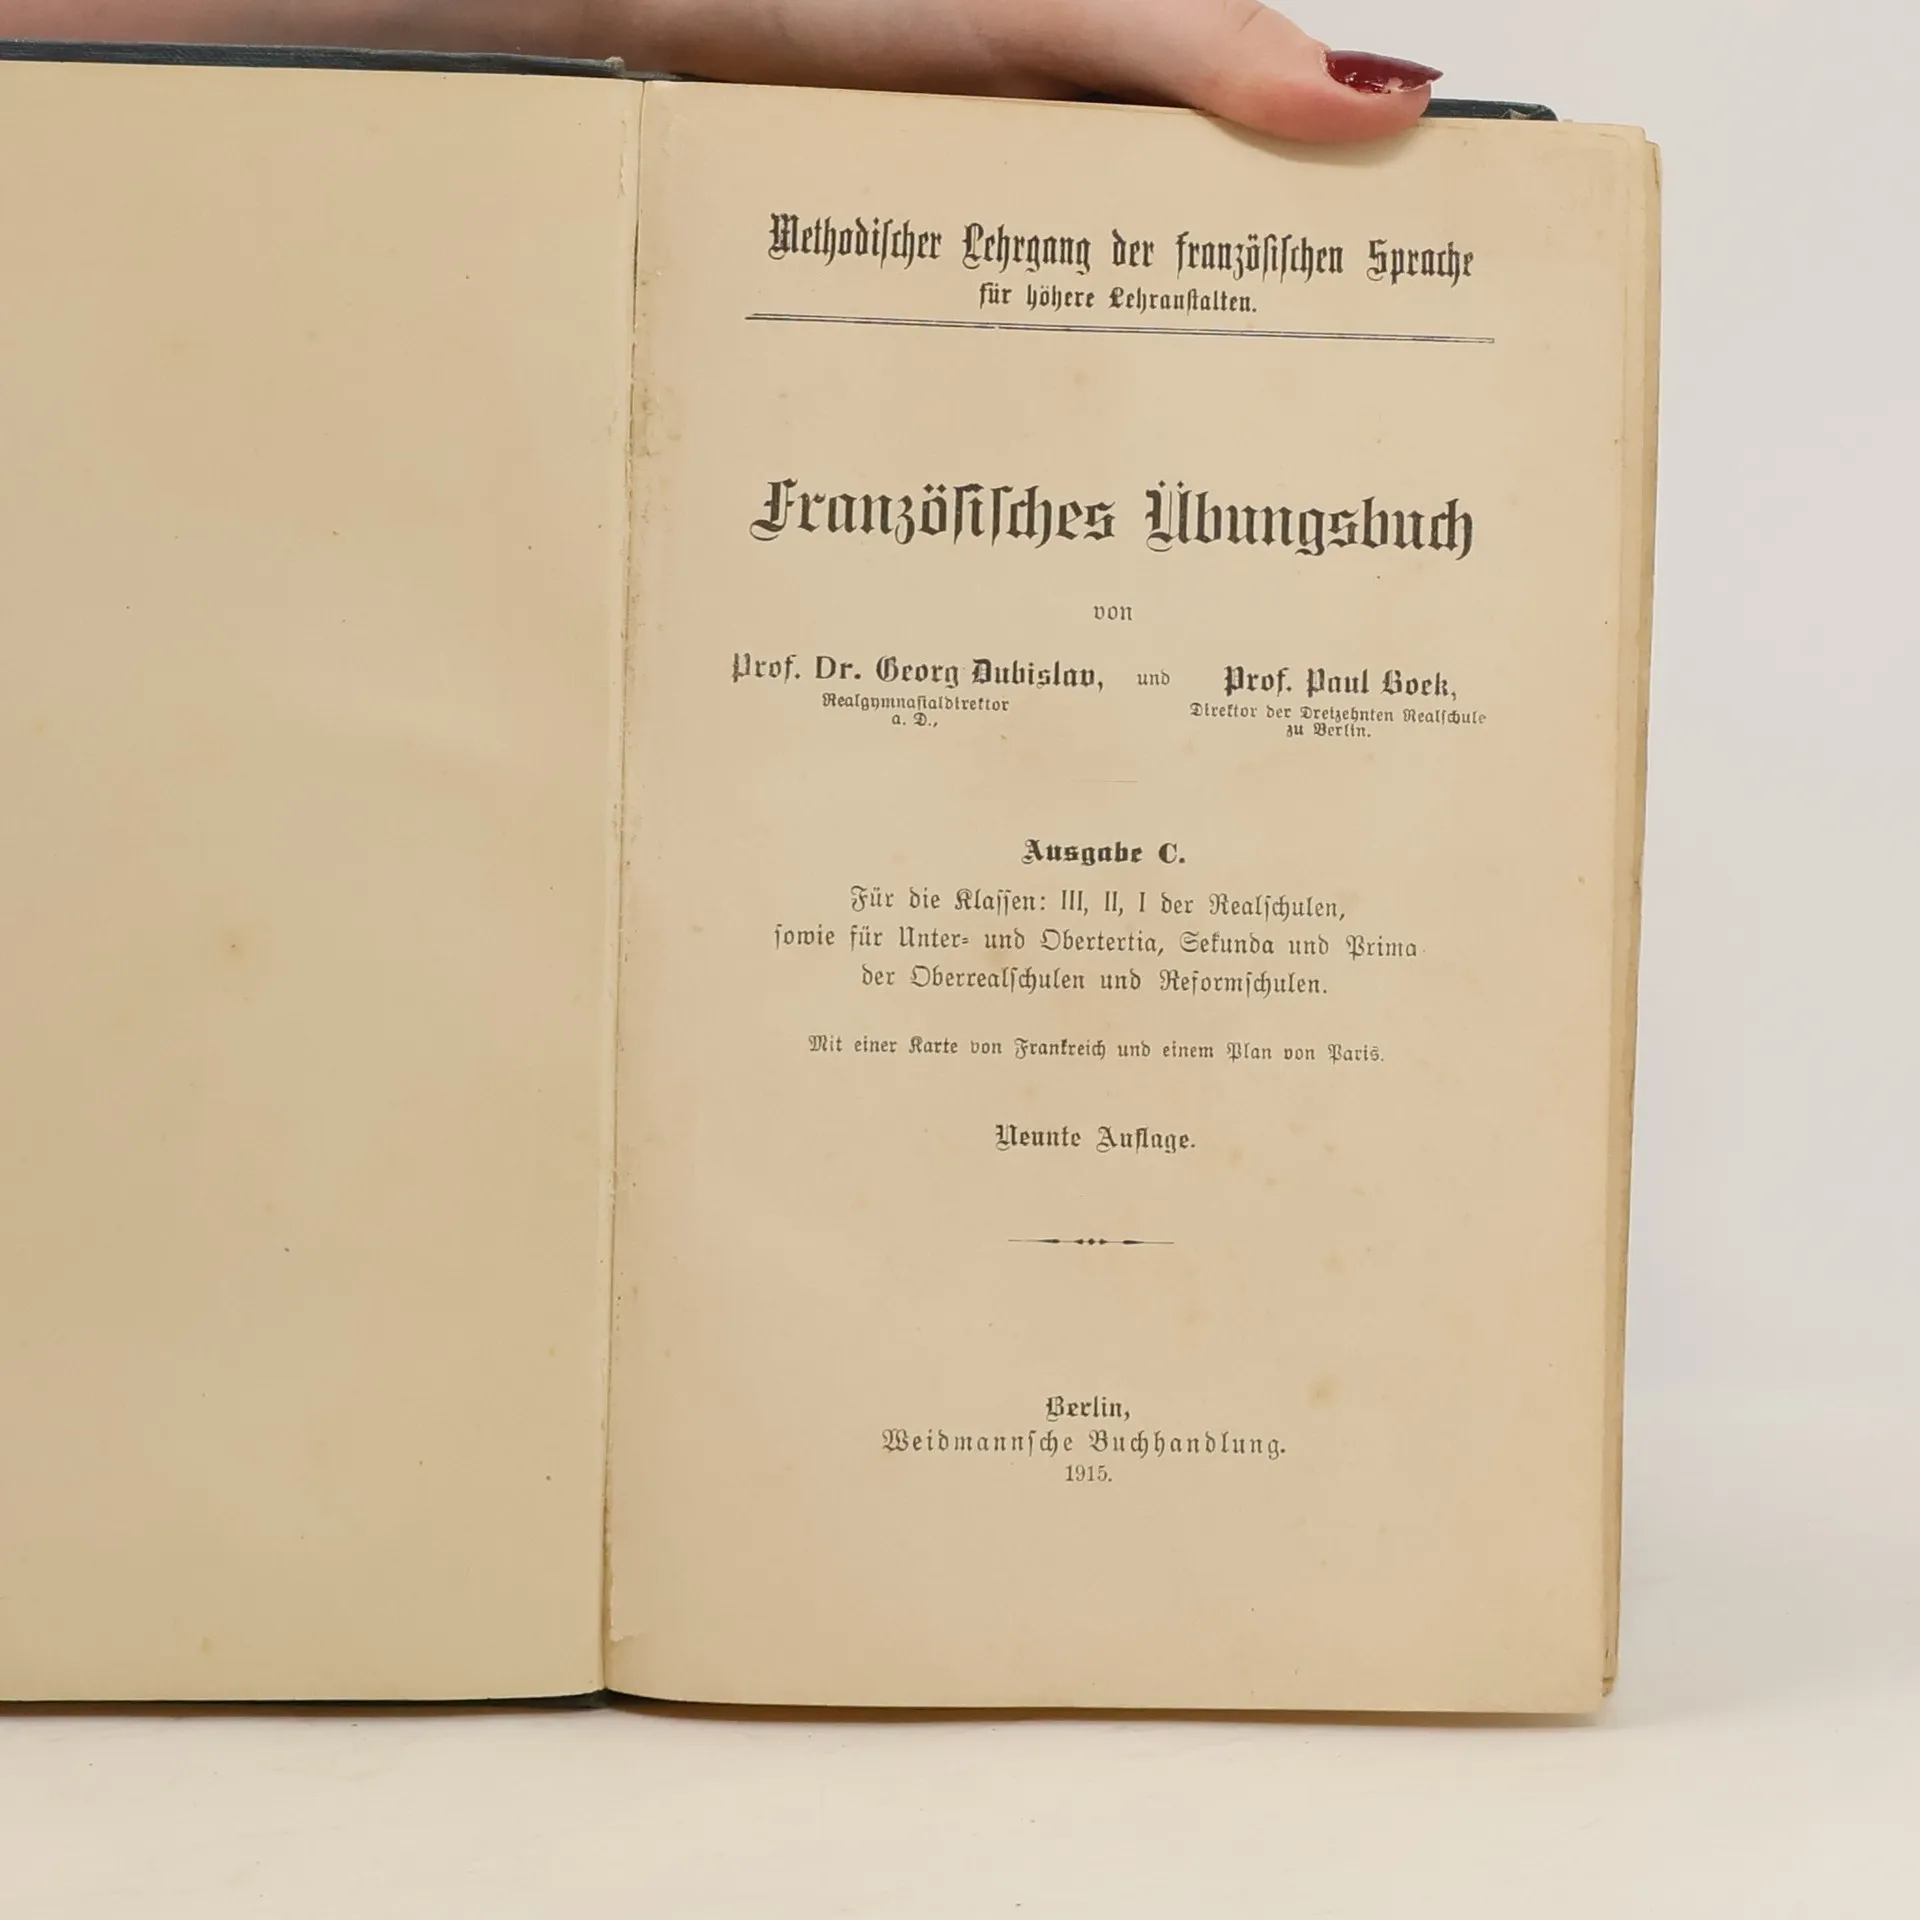 Methodischer Lehrgang der französischen Sprache
für höhere Lehranstalten.
Französisches Übungsbuch
von
Prof. Dr. Georg Dubislav, und Prof. Paul Boek,
Realgymnasialdirektor
a. D.,
Direktor der Dreizehnten Realschule
zu Berlin.
Ausgabe C.
Für die Klassen: III, II, I der Realschulen,
sowie für Unter- und Obertertia, Sekunda und Prima
der Oberrealschulen und Reformschulen.
Mit einer Karte von Frankreich und einem Plan von Paris.
Neunte Auflage.
Berlin,
Weidmannsche Buchhandlung.
1915.